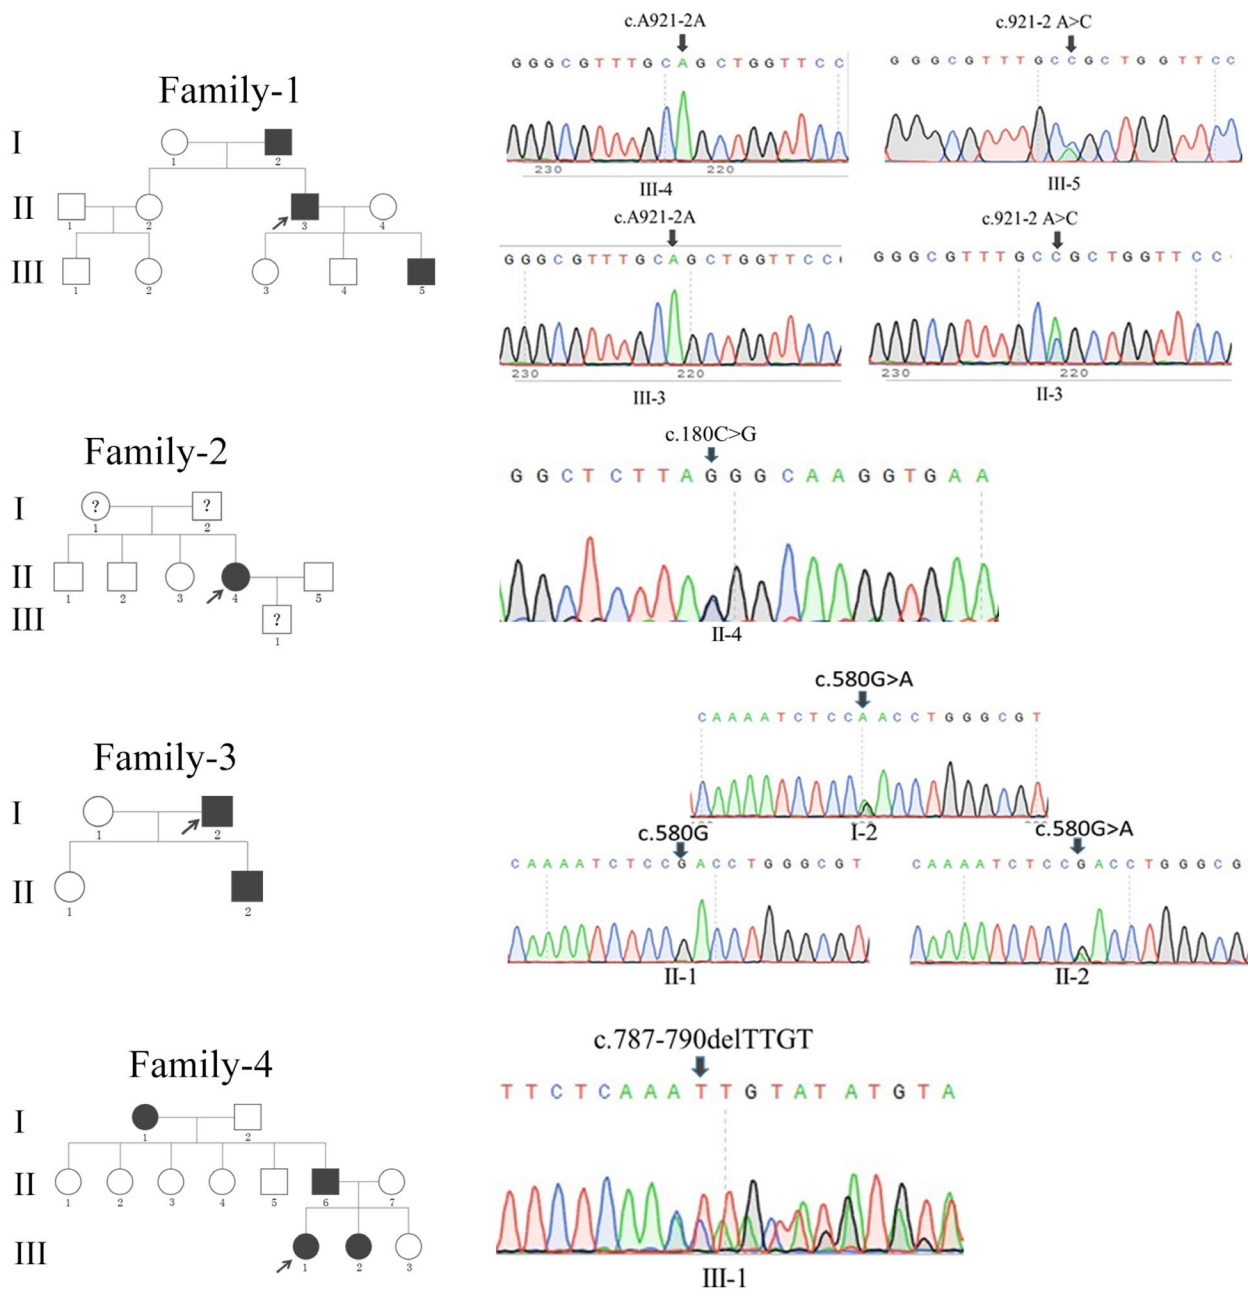 Family-1
I
1
2
II
1
2
3
4
III
1
2
3
4
5
c.A921-2A
G G G C G T T T G C A G C T G G T T C C
230
220
III-4
c.921-2 A>C
G G G C G T T T G C C G C T G G T T C C
III-5
c.A921-2A
G G G C G T T T G C A G C T G G T T C C
230
220
III-3
c.921-2 A>C
G G G C G T T T G C C G C T G G T T C C
230
220
II-3
Family-2
I
?
1
?
2
II
1
2
3
4
5
III
?
1
c.180C>G
G G C T C T T A G G G C A A G G T G A A
II-4
Family-3
I
1
2
II
1
2
c.580G>A
C A A A A T C T C C A A C C T G G G C G T
I-2
c.580G
C A A A A T C T C C G A C C T G G G C G T
II-1
c.580G>A
C A A A A T C T C C G A C C T G G G C G
II-2
Family-4
I
1
2
II
1
2
3
4
5
6
7
III
1
2
3
c.787-790delTTGT
T T C T C A A A T T G T A T A T G T A
III-1